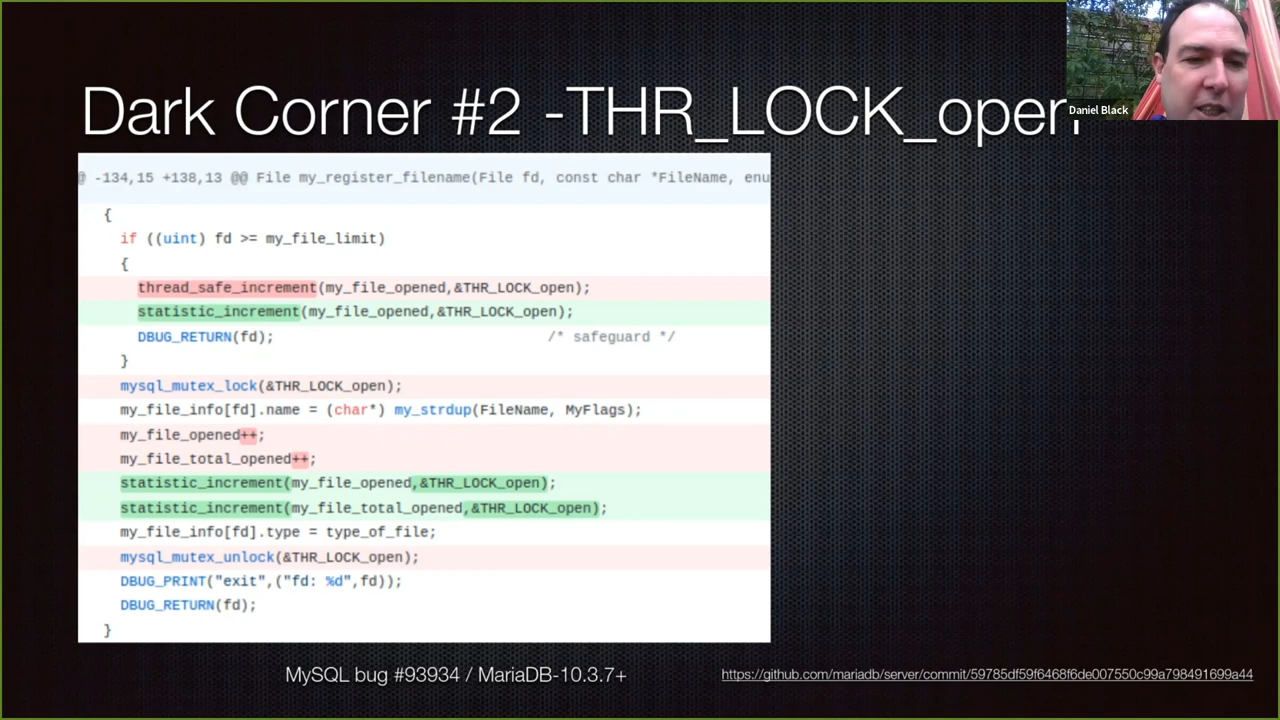 Dark Corner #2 -THR_LOCK_open
Daniel Black
@ -134,15 +138,13 @@ File my_register_filename(File fd, const char *FileName, enu
{
if ((uint) fd >= my_file_limit)
{
thread_safe_increment(my_file_opened,&THR_LOCK_open);
statistic_increment(my_file_opened,&THR_LOCK_open);
DBUG_RETURN(fd); /* safeguard */
}
mysql_mutex_lock(&THR_LOCK_open);
my_file_info[fd].name = (char*) my_strdup(FileName, MyFlags);
my_file_opened++;
my_file_total_opened++;
statistic_increment(my_file_opened,&THR_LOCK_open);
statistic_increment(my_file_total_opened,&THR_LOCK_open);
my_file_info[fd].type = type_of_file;
mysql_mutex_unlock(&THR_LOCK_open);
DBUG_PRINT("exit",("fd: %d",fd));
DBUG_RETURN(fd);
}
MySQL bug #93934 / MariaDB-10.3.7+
https://github.com/mariadb/server/commit/59785df59f6468f6de007550c99a798491699a44